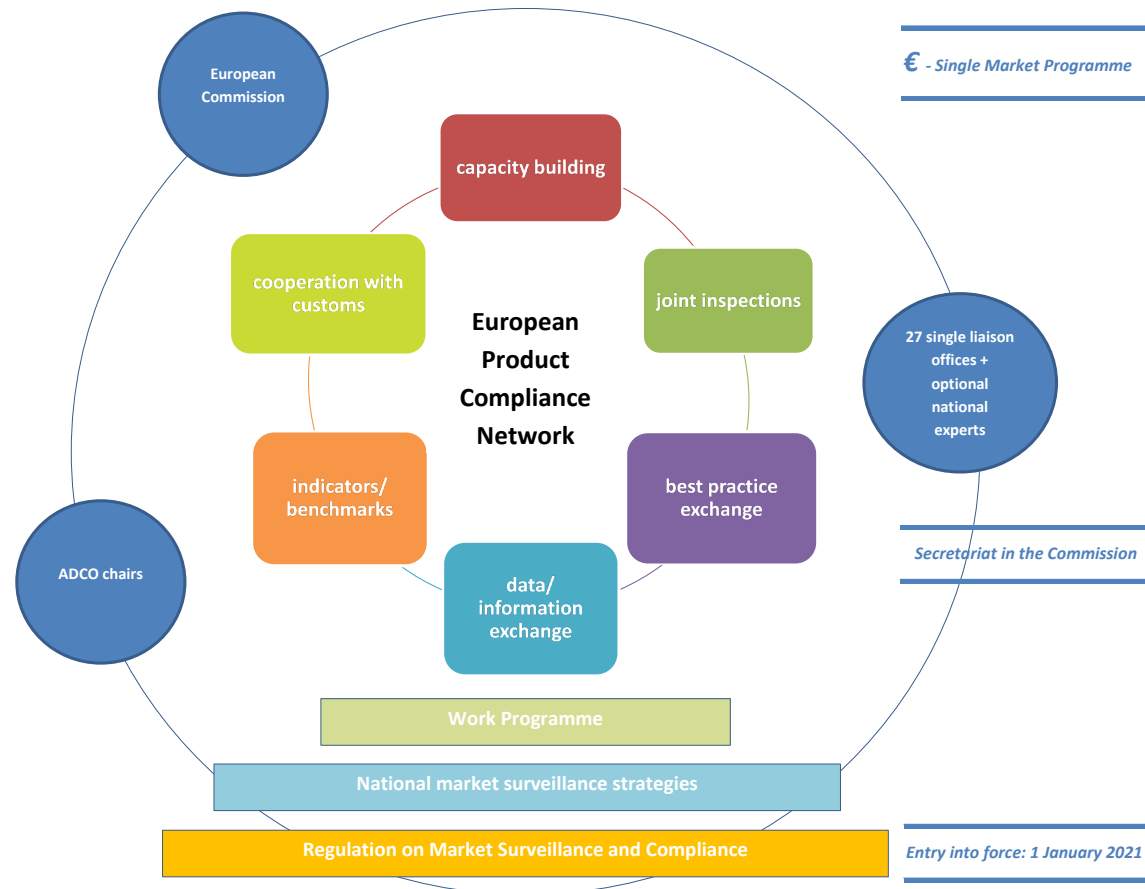 € - Single Market Programme
European
Commission
capacity building
cooperation with
customs
joint inspections
European
Product
Compliance
Network
27 single liaison
offices +
optional
national
experts
indicators/
benchmarks
best practice
exchange
Secretariat in the Commission
ADCO chairs
data/
information
exchange
Work Programme
National market surveillance strategies
Regulation on Market Surveillance and Compliance
Entry into force: 1 January 2021